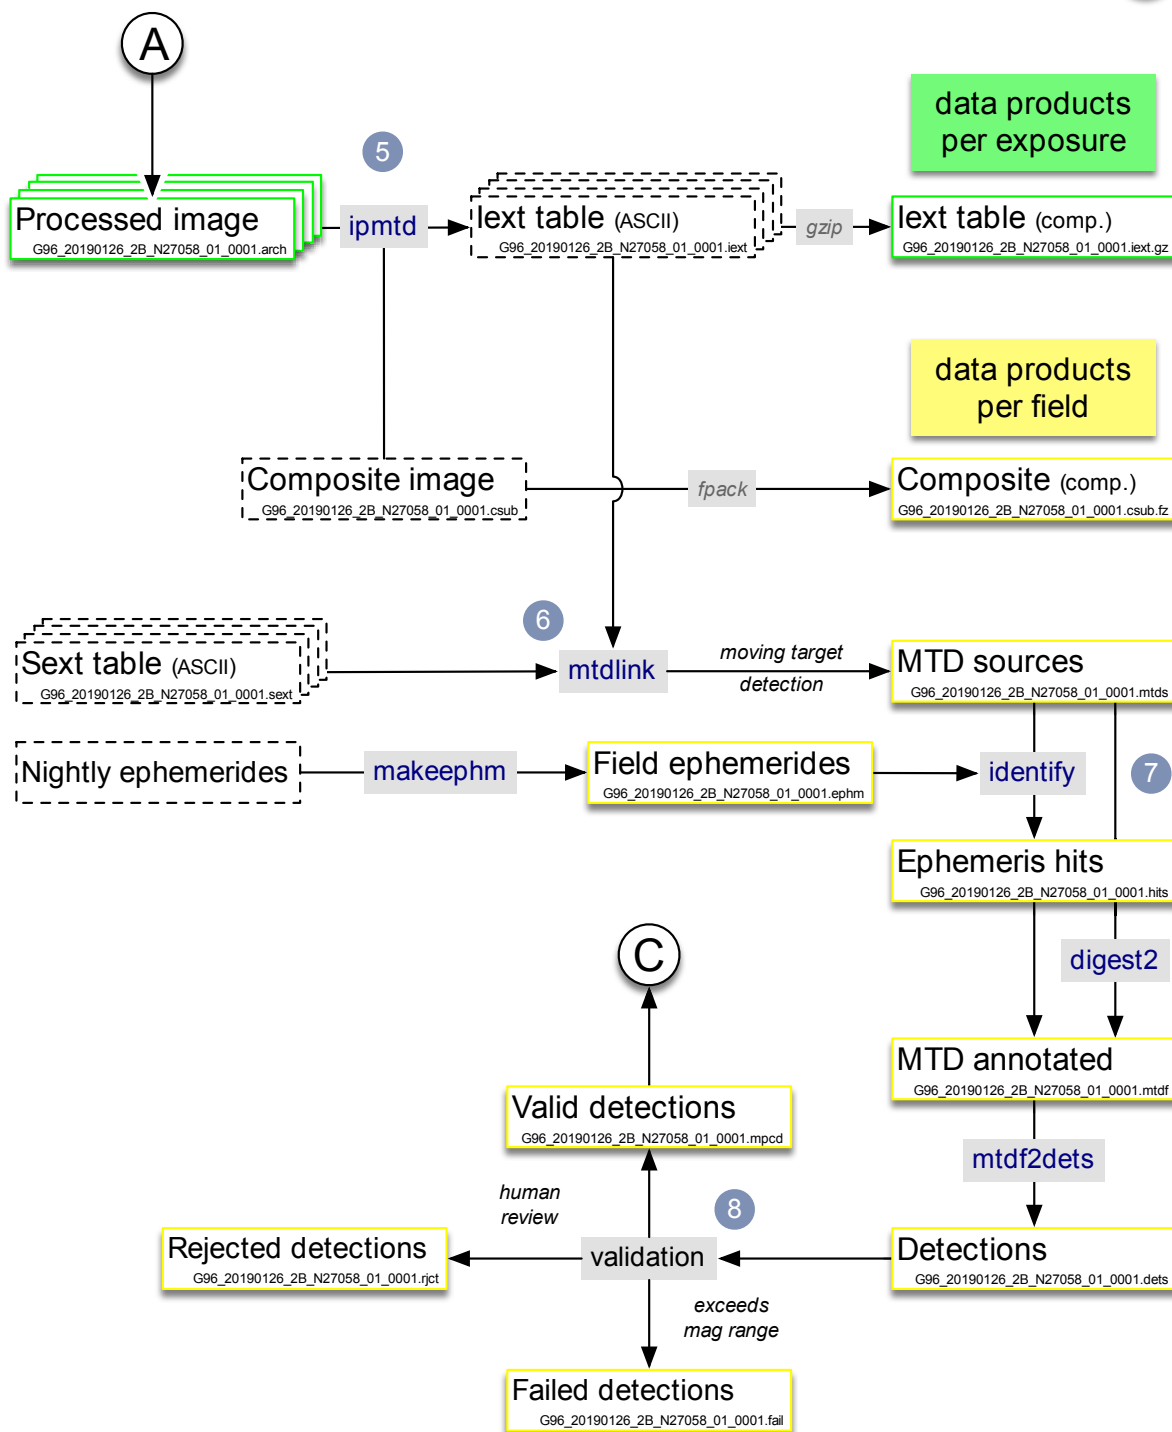 A
data products
per exposure
5
Processed image
G96_20190126_2B_N27058_01_0001.arch
ipmtd
Iext table (ASCII)
G96_20190126_2B_N27058_01_0001.iext
gzip
Iext table (comp.)
G96_20190126_2B_N27058_01_0001.iext.gz
data products
per field
Composite image
G96_20190126_2B_N27058_01_0001.csub
fpack
Composite (comp.)
G96_20190126_2B_N27058_01_0001.csub.fz
6
Sext table (ASCII)
G96_20190126_2B_N27058_01_0001.sext
mtdlink
moving target
detection
MTD sources
G96_20190126_2B_N27058_01_0001.mtds
Nightly ephemerides
makeephm
Field ephemerides
G96_20190126_2B_N27058_01_0001.ephm
identify
7
Ephemeris hits
G96_20190126_2B_N27058_01_0001.hits
C
digest2
MTD annotated
G96_20190126_2B_N27058_01_0001.mtdf
Valid detections
G96_20190126_2B_N27058_01_0001.mpcd
mtdf2dets
human
review
8
Rejected detections
G96_20190126_2B_N27058_01_0001.rjct
validation
Detections
G96_20190126_2B_N27058_01_0001.dets
exceeds
mag range
Failed detections
G96_20190126_2B_N27058_01_0001.fail